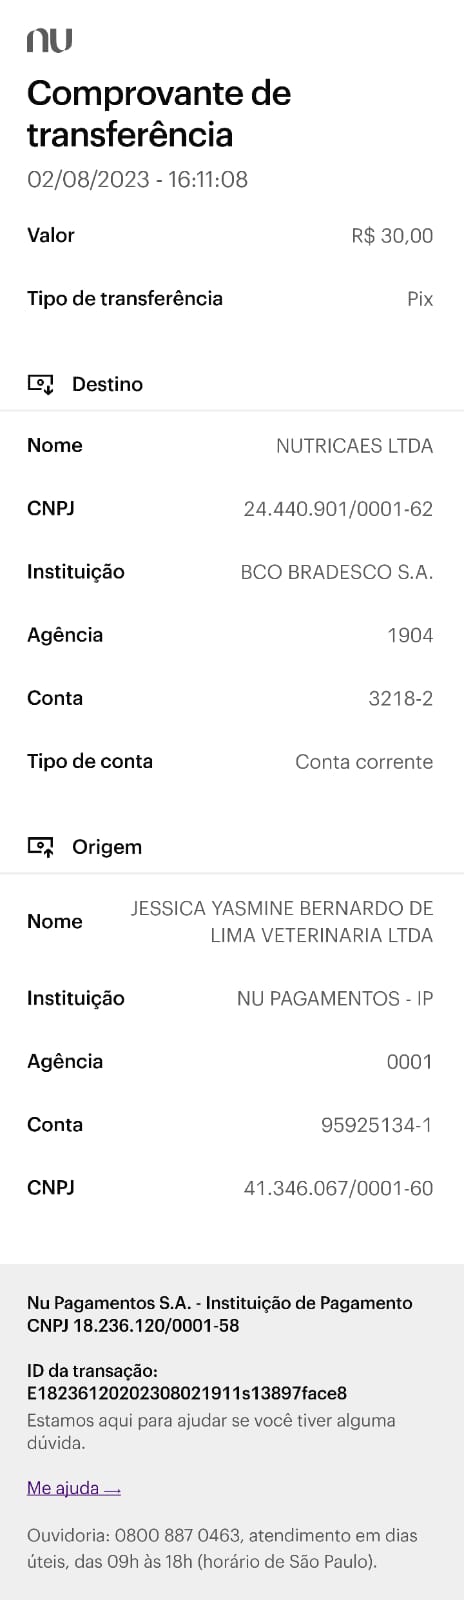 nu
Comprovante de
transferência
02/08/2023 - 16:11:08
Valor R$ 30,00
Tipo de transferência Pix
Destino
Nome NUTRICAES LTDA
CNPJ 24.440.901/0001-62
Instituição BCO BRADESCO S.A.
Agência 1904
Conta 3218-2
Tipo de conta Conta corrente
Origem
Nome JESSICA YASMINE BERNARDO DE
LIMA VETERINARIA LTDA
Instituição NU PAGAMENTOS - IP
Agência 0001
Conta 95925134-1
CNPJ 41.346.067/0001-60
Nu Pagamentos S.A. - Instituição de Pagamento
CNPJ 18.236.120/0001-58
ID da transação:
E18236120202308021911s13897face8
Estamos aqui para ajudar se você tiver alguma
dúvida.
Me ajuda →
Ouvidoria: 0800 887 0463, atendimento em dias
úteis, das 09h às 18h (horário de São Paulo).